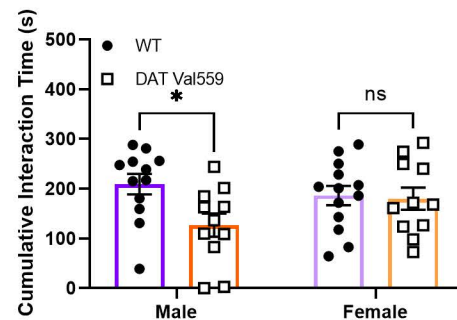 Cumulative Interaction Time (s)
500
400
300
200
100
0
WT
DAT Val559
*
ns
Male
Female